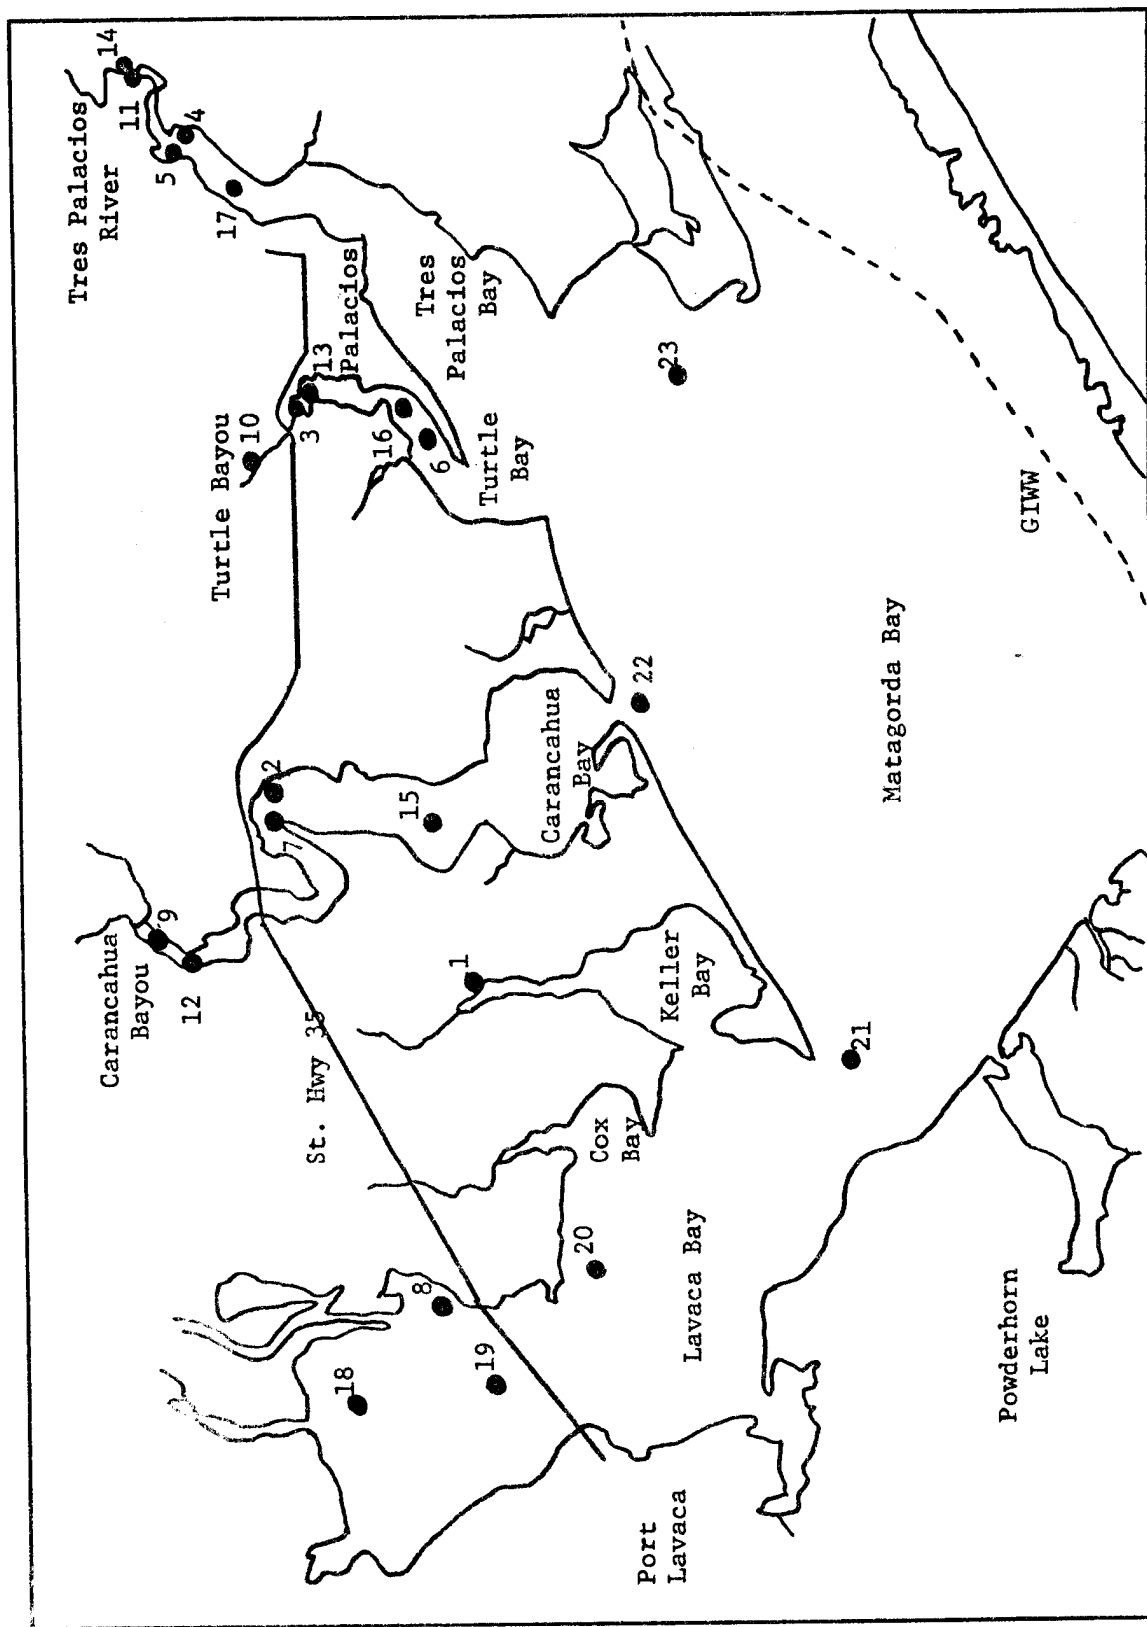 Tres Palacios
River
14
11
4
5
17
Palacios
Tres
Palacios
Bay
13
3
10
Turtle Bayou
16
6
Turtle
Bay
23
GIWW
Matagorda Bay
22
Carancahua
Bay
2
7
15
Carancahua
Bayou
9
12
St. Hwy 35
1
Keller
Bay
21
Cox
Bay
20
Lavaca Bay
8
19
18
Port
Lavaca
Powderhorn
Lake